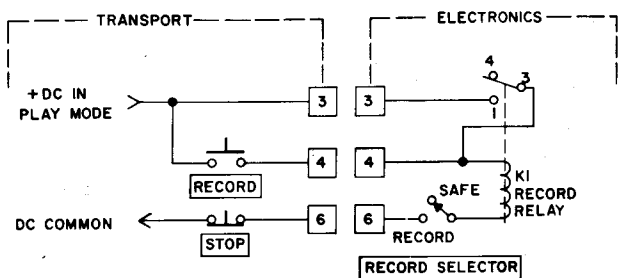 TRANSPORT
ELECTRONICS
+DC IN
PLAY MODE
3
3
4
3
1
RECORD
4
4
SAFE
K1
RECORD
RELAY
DC COMMON
STOP
6
6
RECORD
RECORD SELECTOR